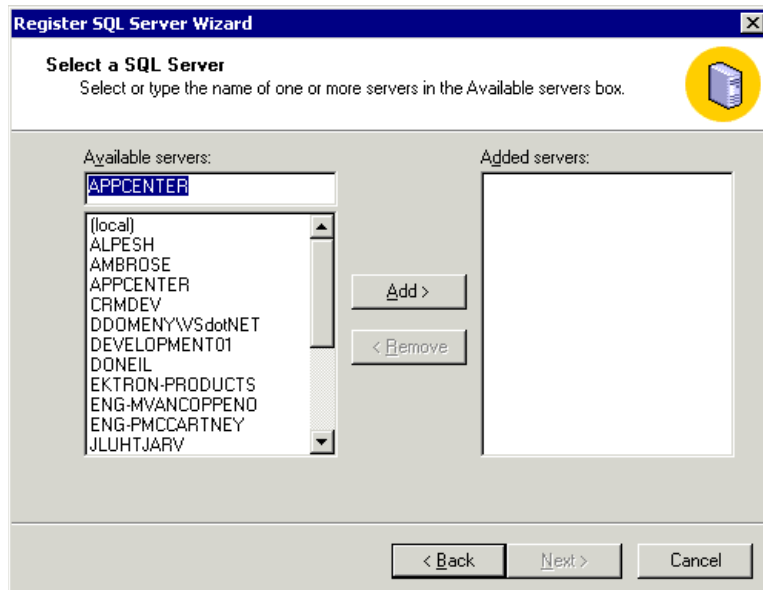 Register SQL Server Wizard
Select a SQL Server
Select or type the name of one or more servers in the Available servers box.
Available servers:
APPCENTER
(local)
ALPESH
AMBROSE
APPCENTER
CRMDEV
DDOMENY\VSdotNET
DEVELOPMENT01
DONEIL
EKTRON-PRODUCTS
ENG-MVANCOPPENO
ENG-PMCCARTNEY
JLUHTJARV
Add >
< Remove
Added servers:
< Back
Next >
Cancel